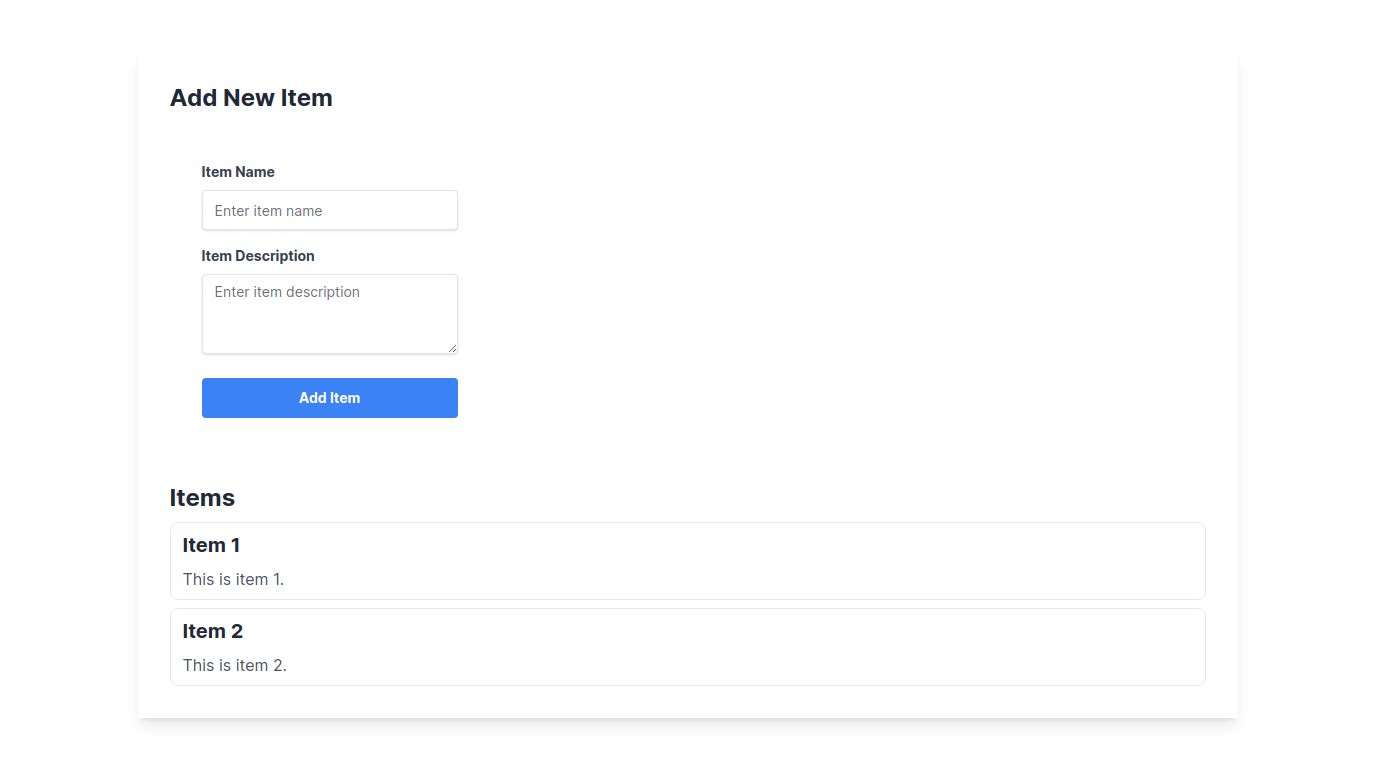 Add New Item
Item Name
Enter item name
Item Description
Enter item description
Add Item
Items
Item 1
This is item 1.
Item 2
This is item 2.